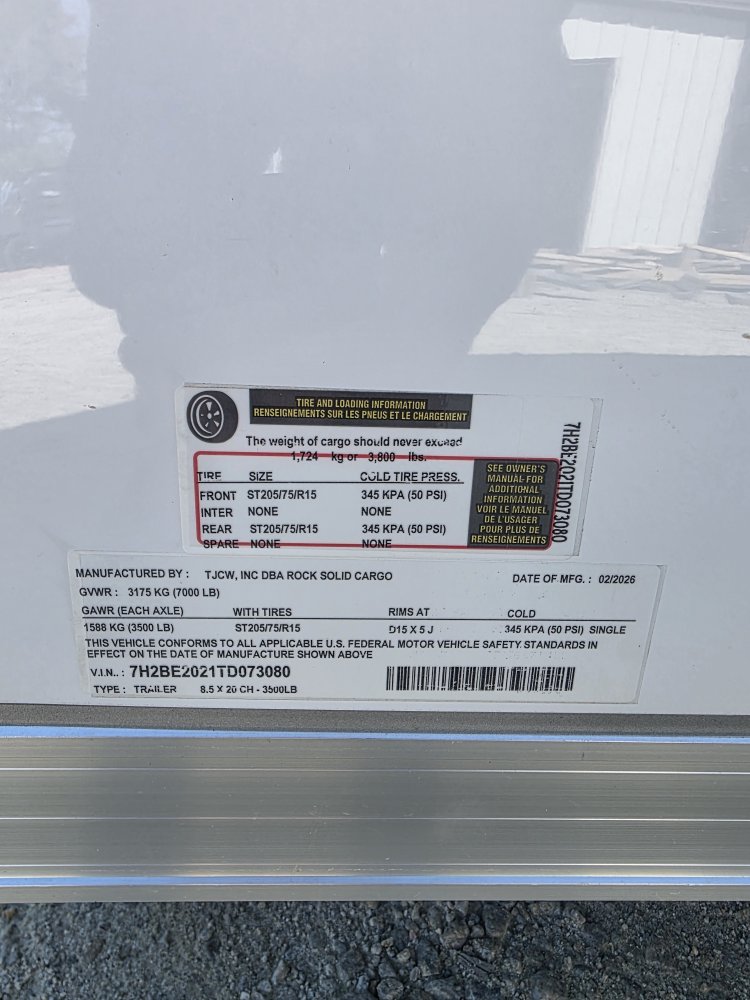 TIRE AND LOADING INFORMATION
RENSEIGNEMENTS SUR LES PNEUS ET LE CHARGEMENT
The weight of cargo should never exceed
1,724 kg or 3,800 lbs.
TIRE SIZE COLD TIRE PRESS.
FRONT ST205/75/R15 345 KPA (50 PSI)
INTER NONE NONE
REAR ST205/75/R15 345 KPA (50 PSI)
SPARE NONE NONE
SEE OWNER'S
MANUAL FOR
ADDITIONAL
INFORMATION
VOIR LE MANUEL
DE L'USAGER
POUR PLUS DE
RENSEIGNEMENTS
7H2BE2021TD073080
MANUFACTURED BY : TJCW, INC DBA ROCK SOLID CARGO DATE OF MFG. : 02/2026
GVWR : 3175 KG (7000 LB)
GAWR (EACH AXLE) WITH TIRES RIMS AT COLD
1588 KG (3500 LB) ST205/75/R15 D15 X 5 J 345 KPA (50 PSI) SINGLE
THIS VEHICLE CONFORMS TO ALL APPLICABLE U.S. FEDERAL MOTOR VEHICLE SAFETY STANDARDS IN
EFFECT ON THE DATE OF MANUFACTURE SHOWN ABOVE
V.I.N.. : 7H2BE2021TD073080
TYPE : TRAILER 8.5 X 20 CH - 3500LB